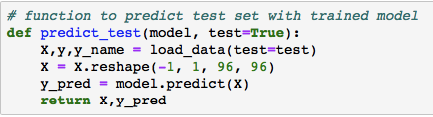 # function to predict test set with trained model
def predict_test(model, test=True):
    X,y,y_name = load_data(test=test)
    X = X.reshape(-1, 1, 96, 96)
    y_pred = model.predict(X)
    return X,y_pred